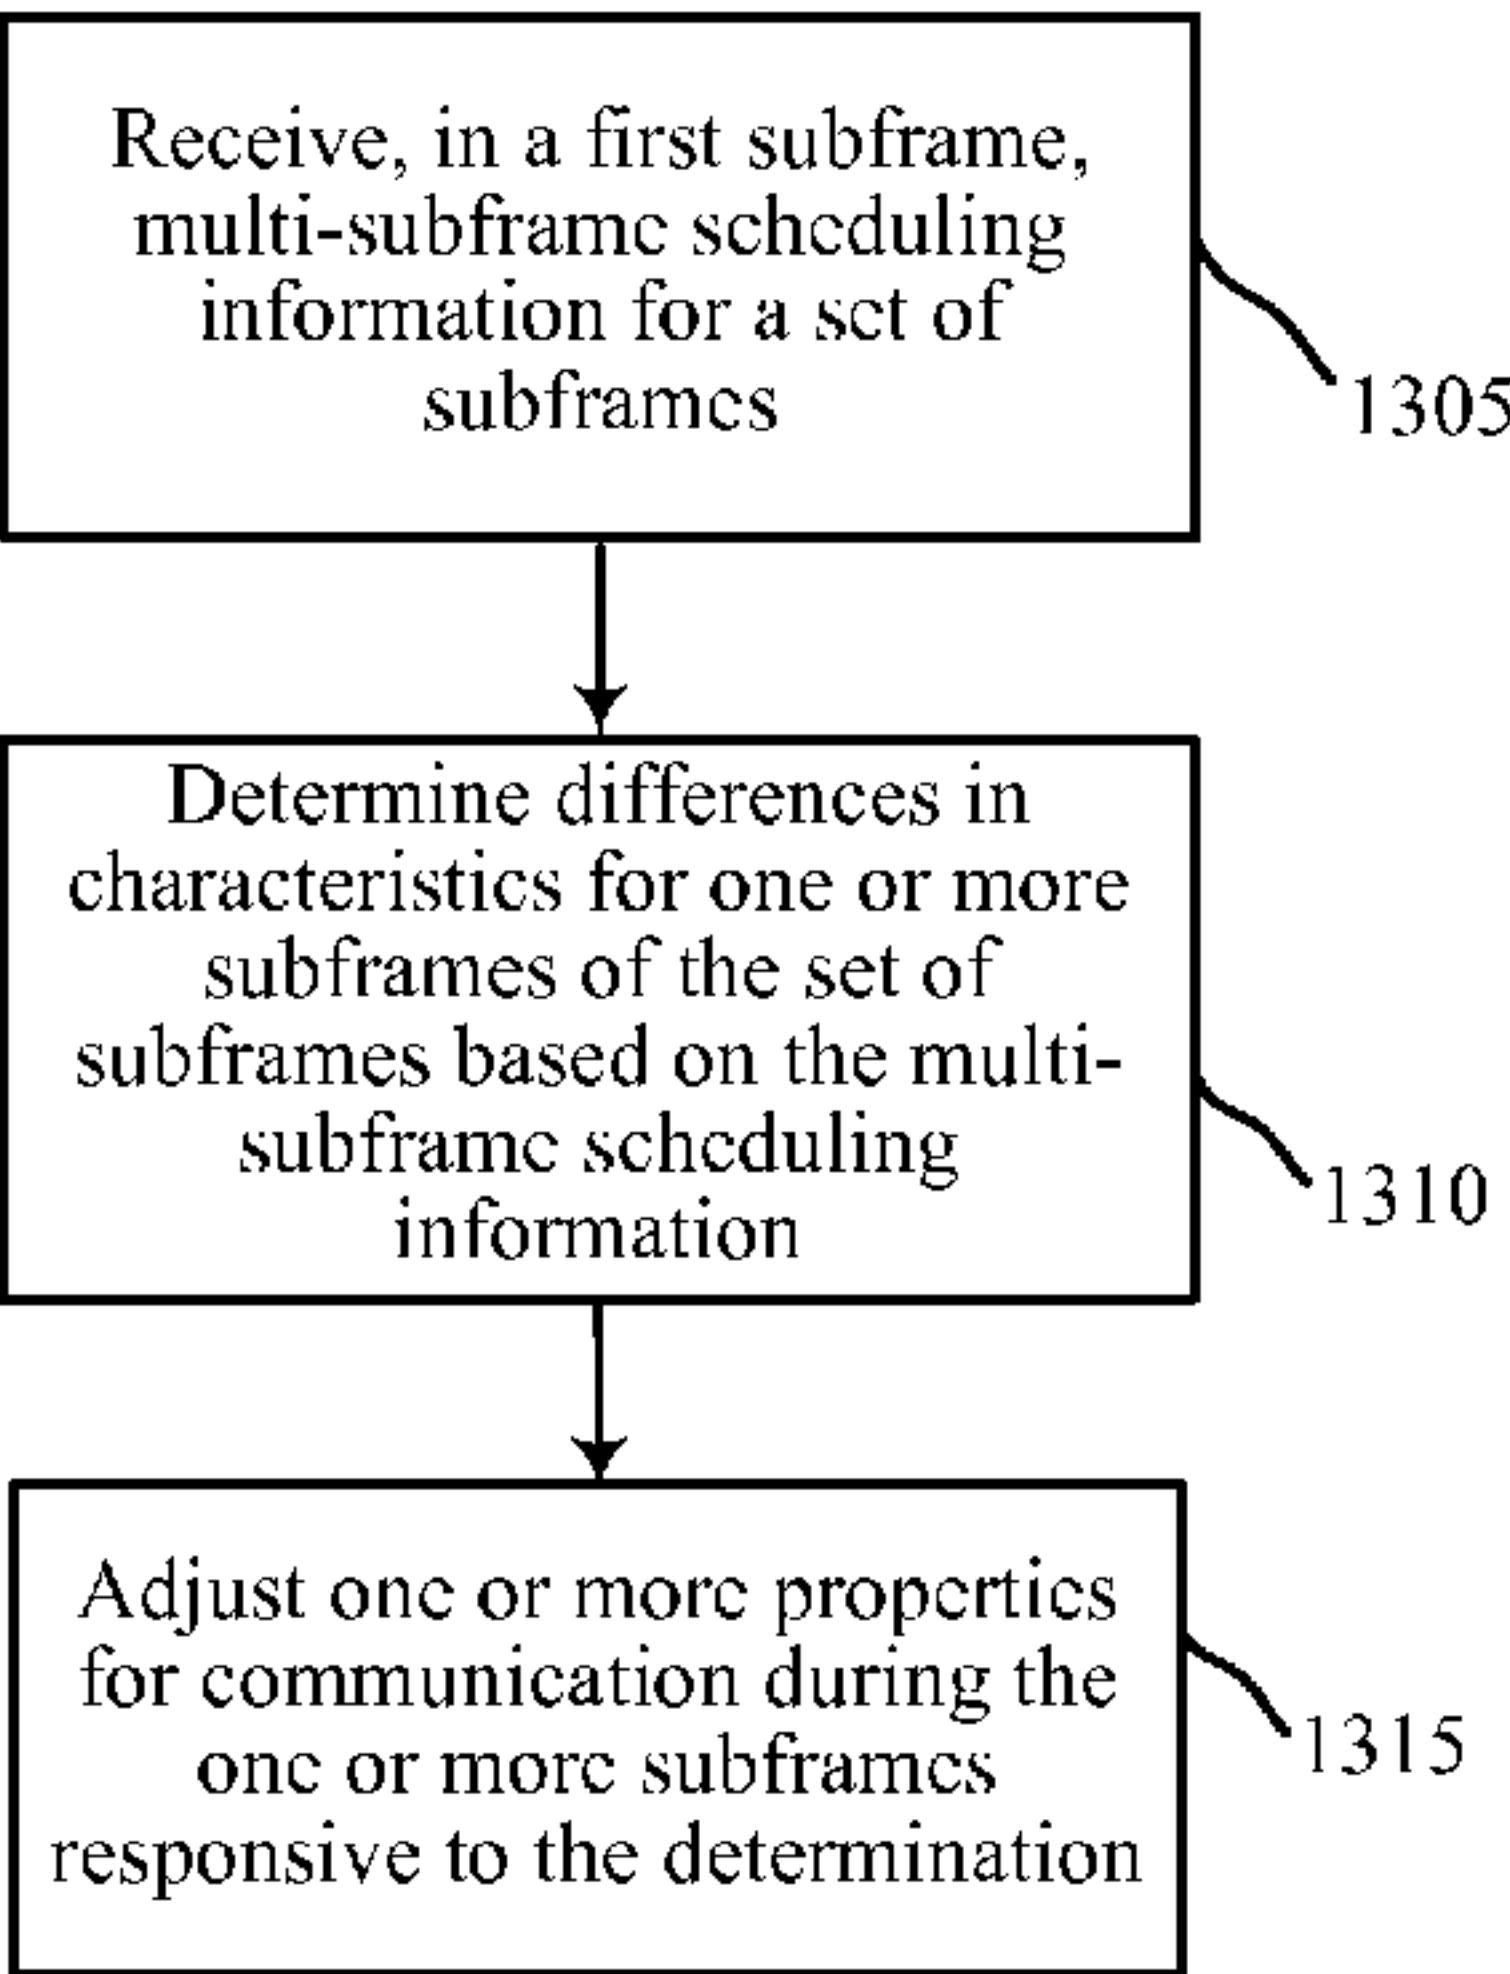 Receive, in a first subframe,
multi-subframe scheduling
information for a set of
subframes
1305
Determine differences in
characteristics for one or more
subframes of the set of
subframes based on the multi-
subframe scheduling
information
1310
Adjust one or more properties
for communication during the
one or more subframes
responsive to the determination
1315